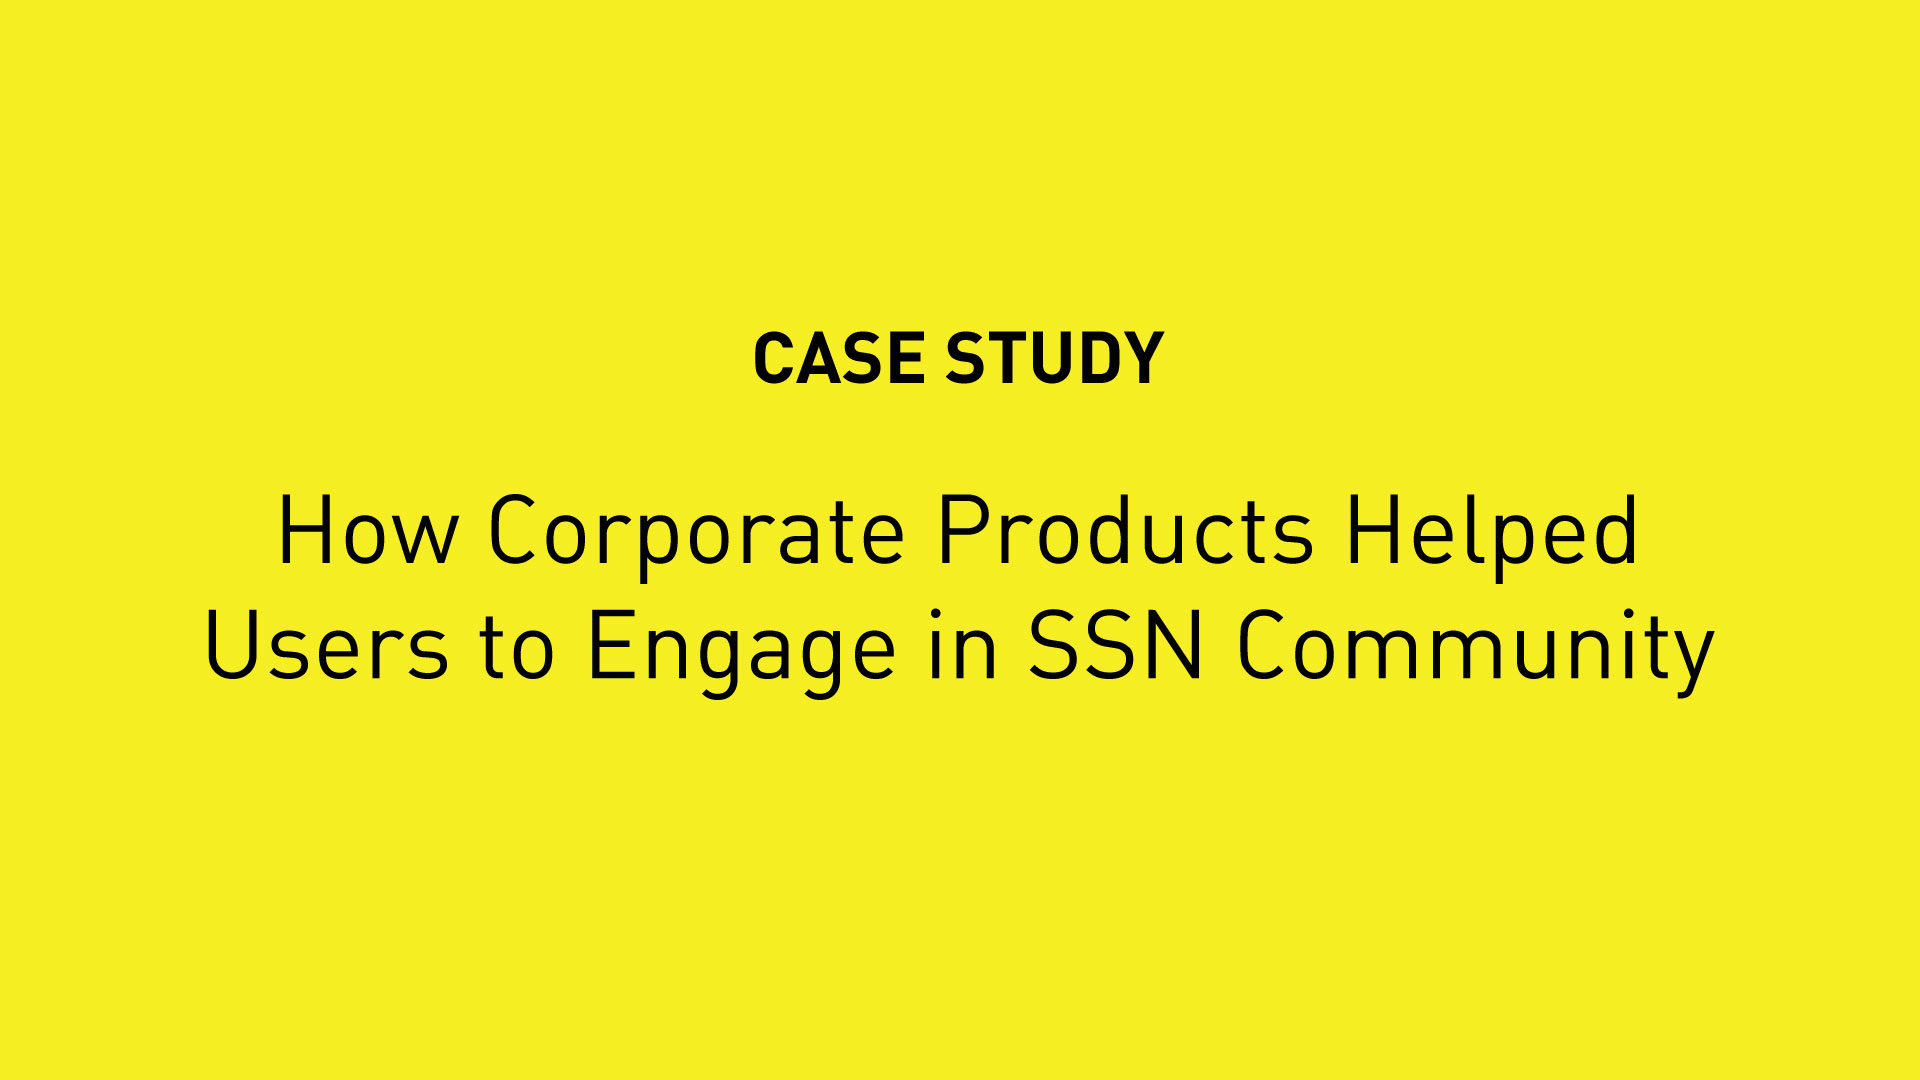 CASE STUDY
How Corporate Products Helped
Users to Engage in SSN Community